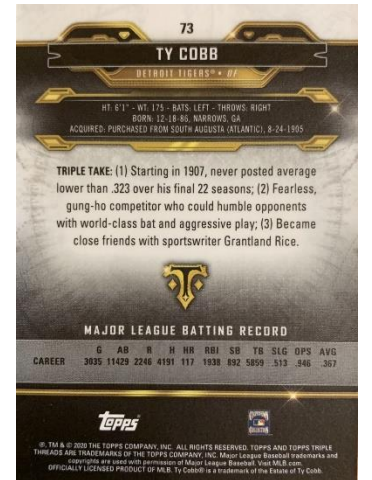 73
TY COBB
DETROIT TIGERS® • OF
HT: 6'1" - WT: 175 - BATS: LEFT - THROWS: RIGHT
BORN: 12-18-86, NARROWS, GA
ACQUIRED: PURCHASED FROM SOUTH AUGUSTA (ATLANTIC), 8-24-1905
TRIPLE TAKE: (1) Starting in 1907, never posted average
lower than .323 over his final 22 seasons; (2) Fearless,
gung-ho competitor who could humble opponents
with world-class bat and aggressive play; (3) Became
close friends with sportswriter Grantland Rice.
MAJOR LEAGUE BATTING RECORD
G AB R H HR RBI SB TB SLG OPS AVG
CAREER 3035 11429 2246 4191 117 1938 892 5859 .513 .946 .367
Topps
®, TM & © 2020 THE TOPPS COMPANY, INC. ALL RIGHTS RESERVED. TOPPS AND TOPPS TRIPLE
THREADS ARE TRADEMARKS OF THE TOPPS COMPANY, INC. Major League Baseball trademarks and
copyrights are used with permission of Major League Baseball. Visit MLB.com.
OFFICIALLY LICENSED PRODUCT OF MLB. Ty Cobb® is a trademark of the Estate of Ty Cobb.